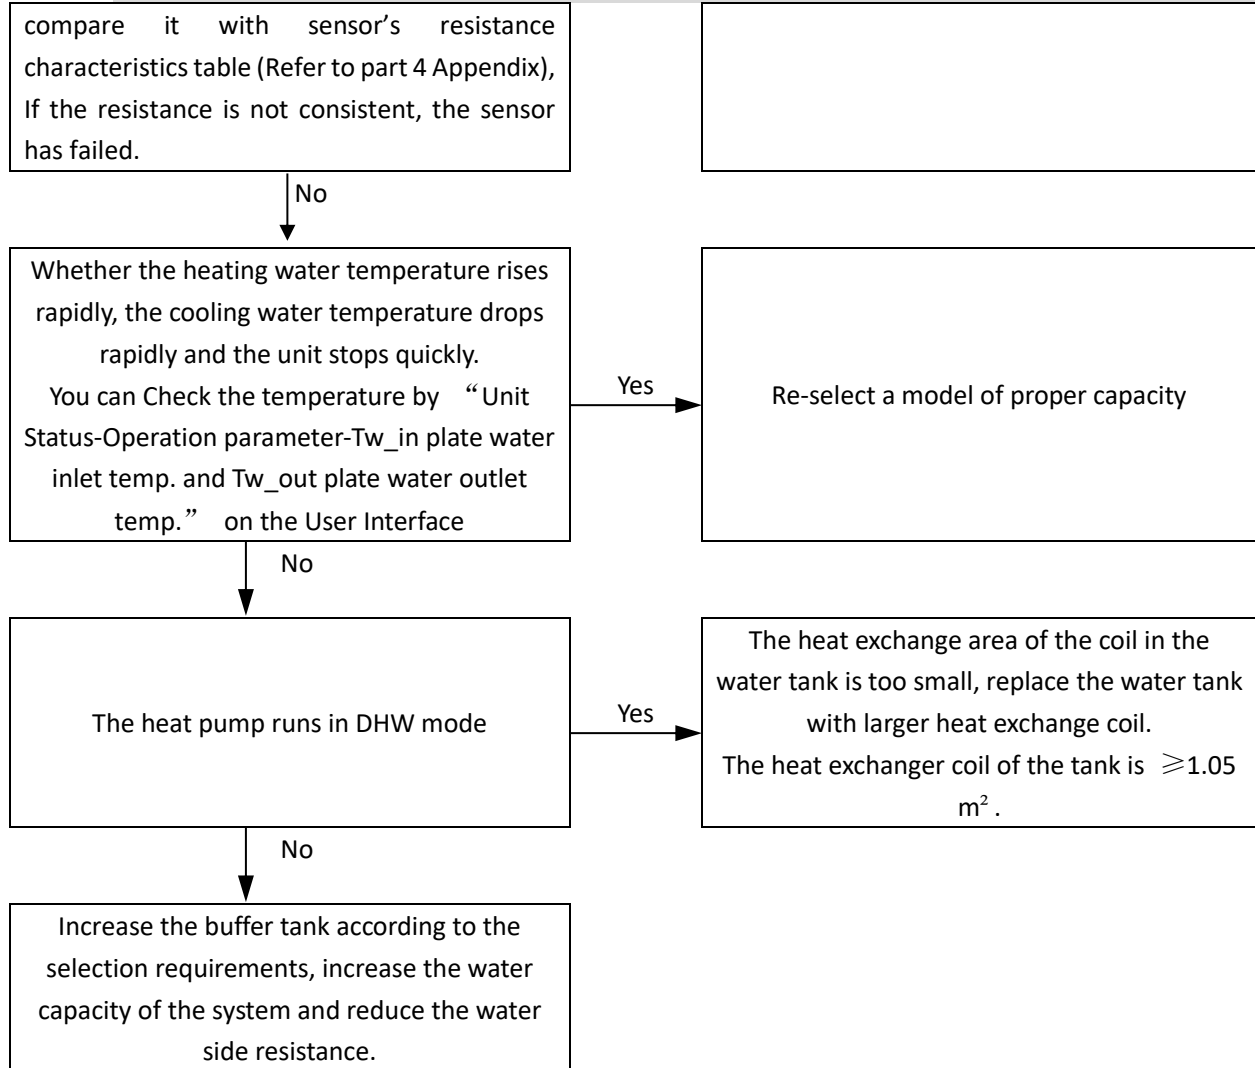 compare it with sensor’s resistance
characteristics table (Refer to part 4 Appendix),
If the resistance is not consistent, the sensor
has failed.
No
Whether the heating water temperature rises
rapidly, the cooling water temperature drops
rapidly and the unit stops quickly.
You can Check the temperature by “Unit
Status-Operation parameter-Tw_in plate water
inlet temp. and Tw_out plate water outlet
temp.” on the User Interface
Yes
Re-select a model of proper capacity
No
The heat pump runs in DHW mode
Yes
The heat exchange area of the coil in the
water tank is too small, replace the water tank
with larger heat exchange coil.
The heat exchanger coil of the tank is ≥1.05
m² .
No
Increase the buffer tank according to the
selection requirements, increase the water
capacity of the system and reduce the water
side resistance.